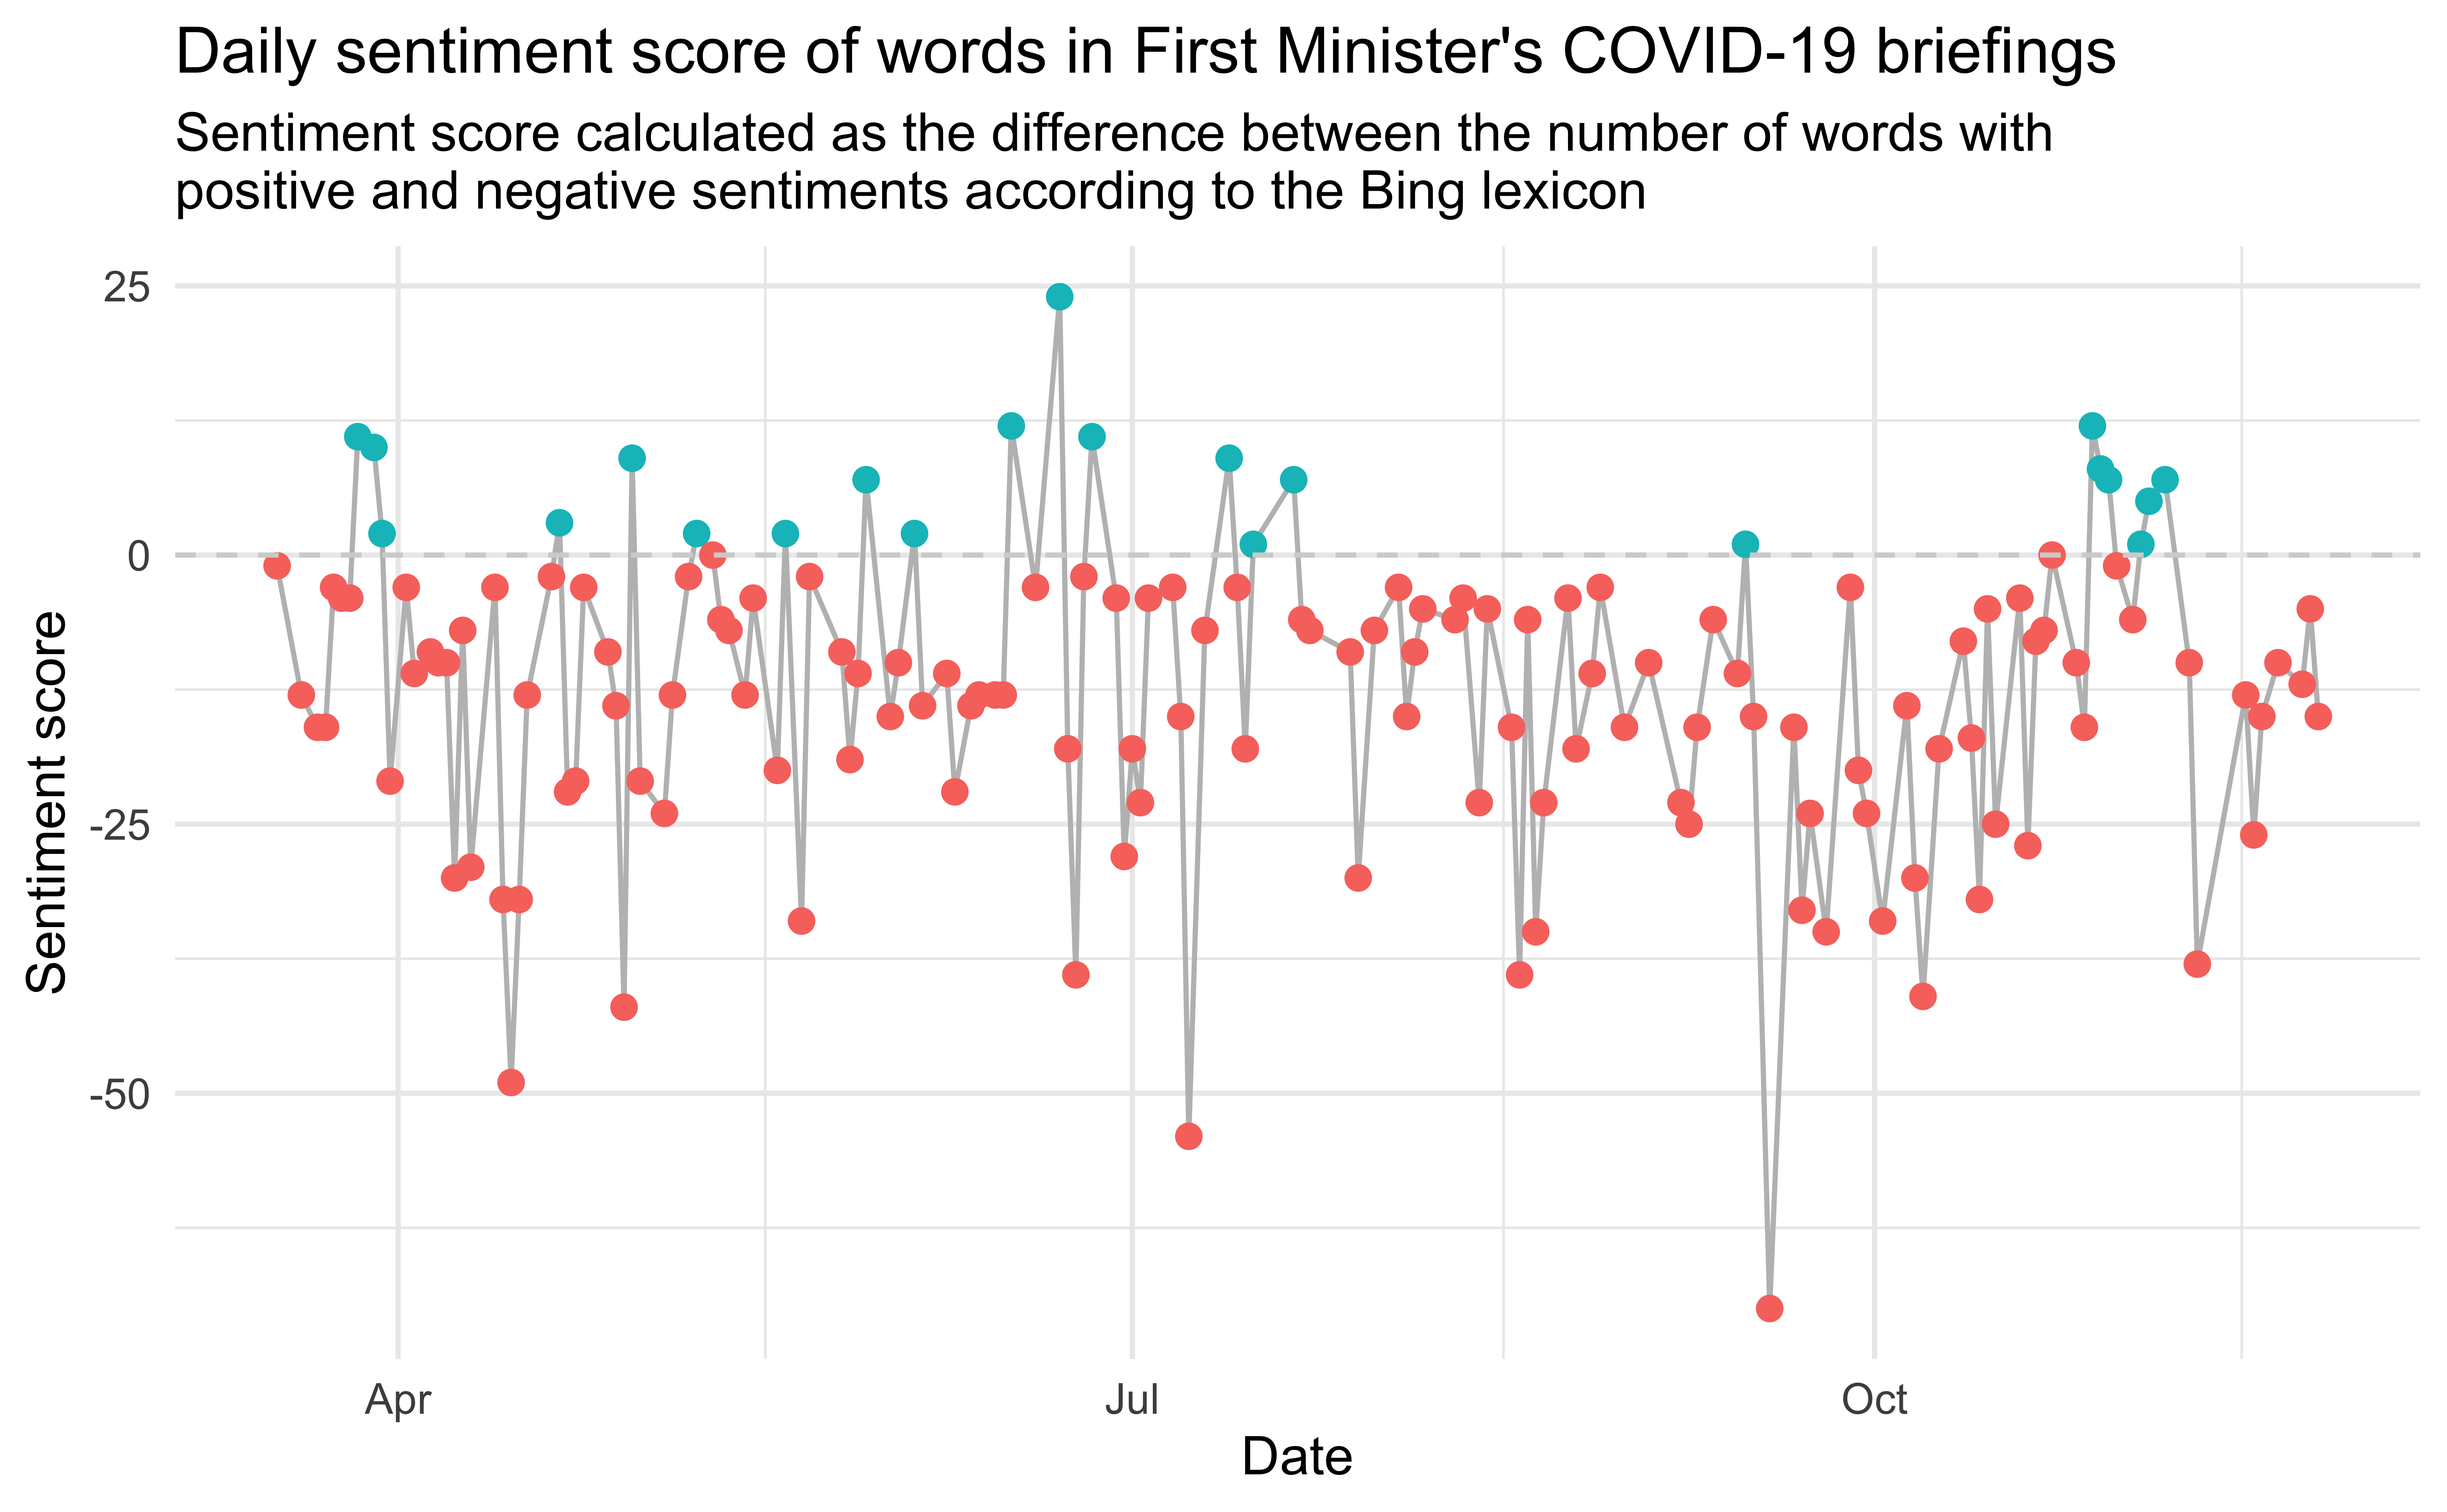 Daily sentiment score of words in First Minister's COVID-19 briefings
Sentiment score calculated as the difference between the number of words with
positive and negative sentiments according to the Bing lexicon
25
0
-25
-50
Sentiment score
Apr
Jul
Oct
Date